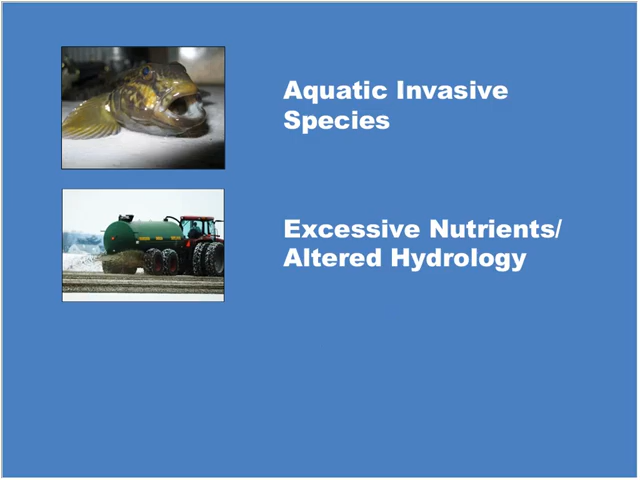 Aquatic Invasive
Species
Excessive Nutrients/
Altered Hydrology